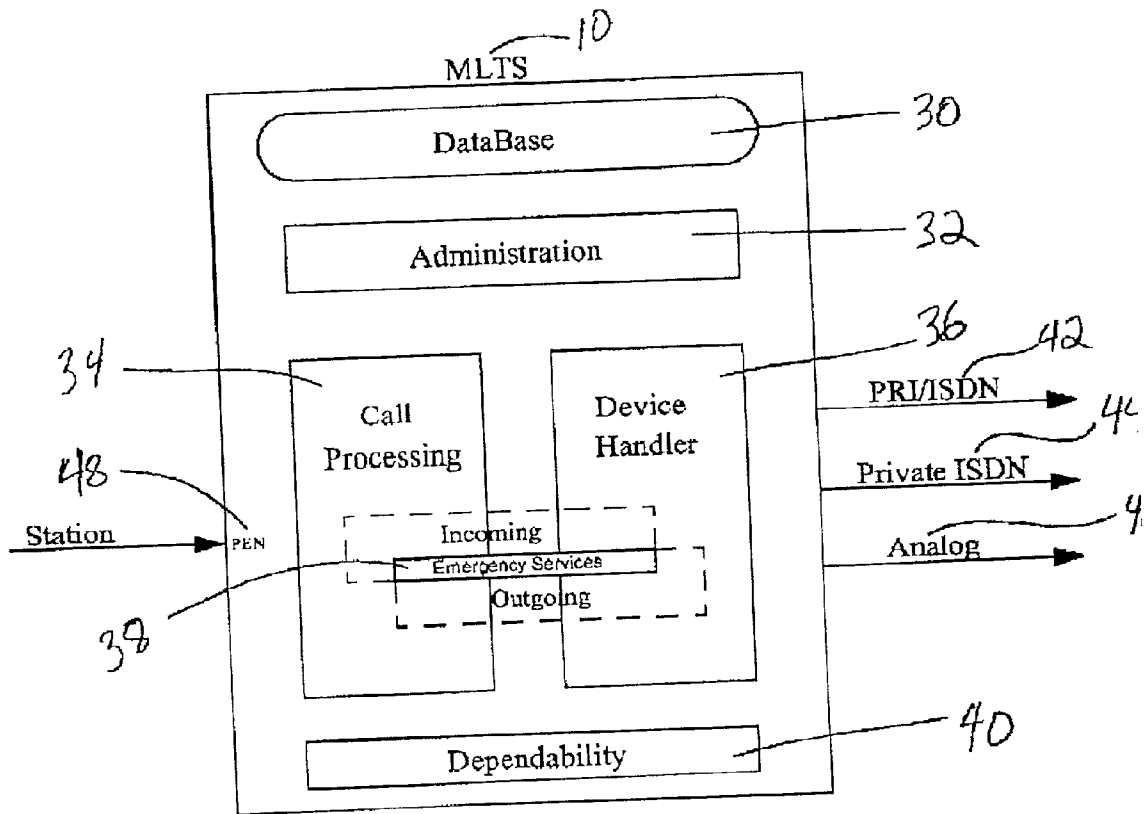 10
MLTS
DataBase
30
Administration
32
34
36
42
Call
Processing
Device
Handler
PRI/ISDN
48
Private ISDN
Station
PEN
Incoming
Analog
Emergency Services
Outgoing
38
Dependability
40